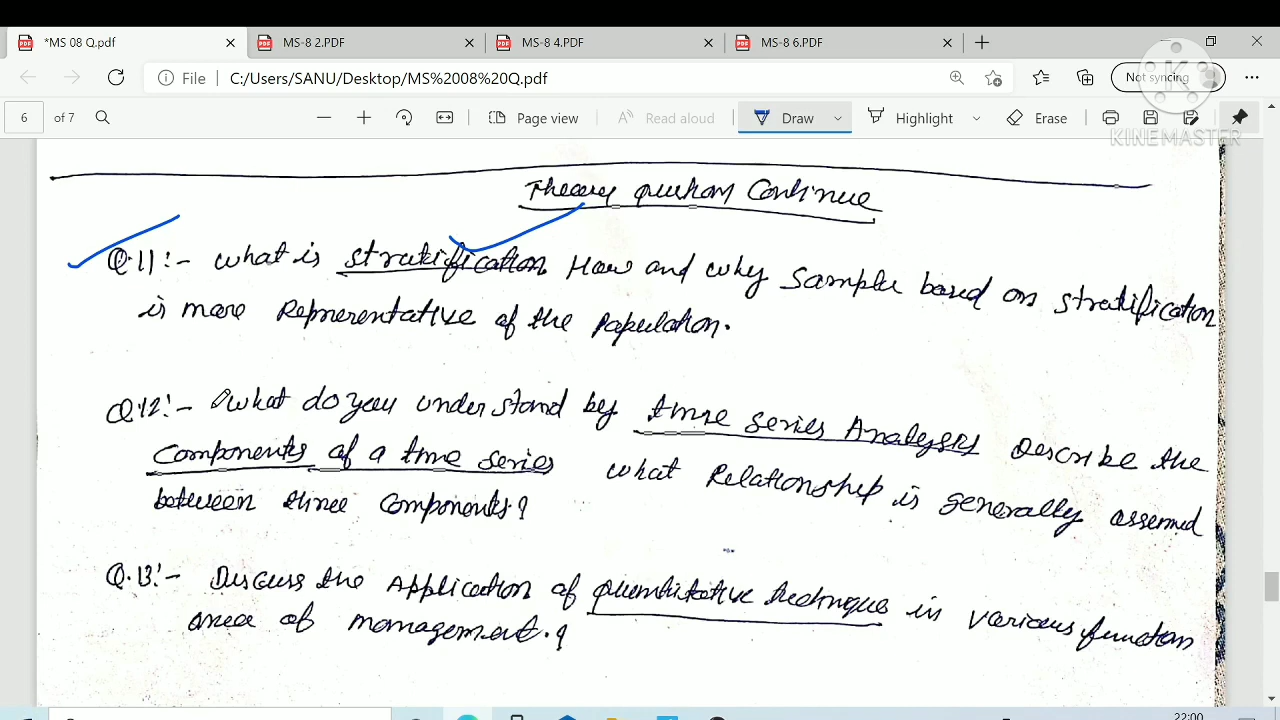 *MS 08 Q.pdf
MS-8 2.PDF
MS-8 4.PDF
MS-8 6.PDF
File
C:/Users/SANU/Desktop/MS%2008%20Q.pdf
Not syncing
6
of 7
Page view
Read aloud
Draw
Highlight
Erase
KINEMASTER
Theory Question Continue
Q.11:- What is stratification How and why Sample based on stratification
is more Representative of the Population.
Q.12:- What do you understand by time series Analysis Describe the
Components of a time series what Relationship is generally assumed
between three Components.?
Q.13:- Discuss the Application of quantitative technique in various function
area of management.?
22:00